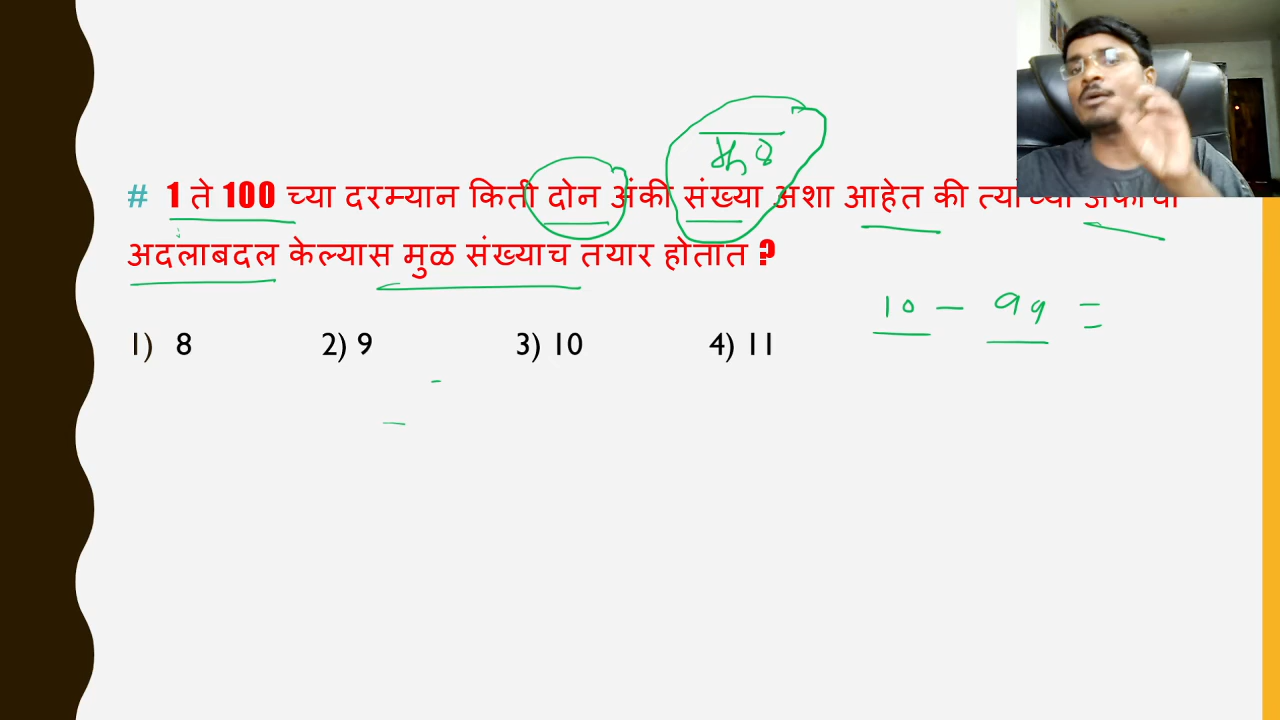 # 1 ते 100 च्या दरम्यान किती दोन अंकी संख्या अशा आहेत की त्यांच्या अंकांची
अदलाबदल केल्यास मुळ संख्याच तयार होतात ?
10 - 99 =
1) 8 2) 9 3) 10 4) 11